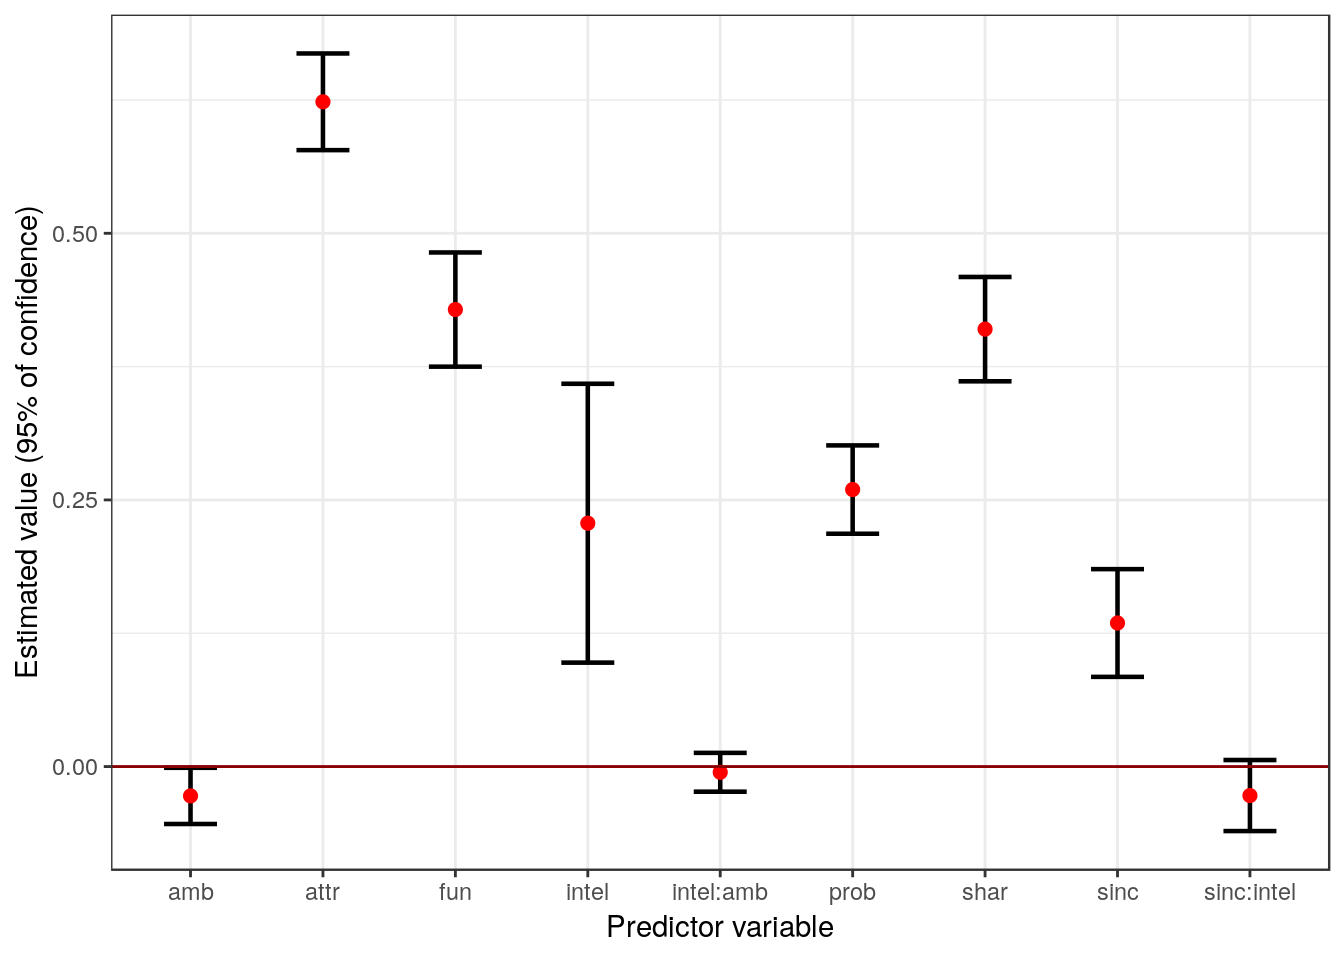 Estimated value (95% of confidence)
0.50
0.25
0.00
amb attr fun intel intel:amb prob shar sinc sinc:intel
Predictor variable